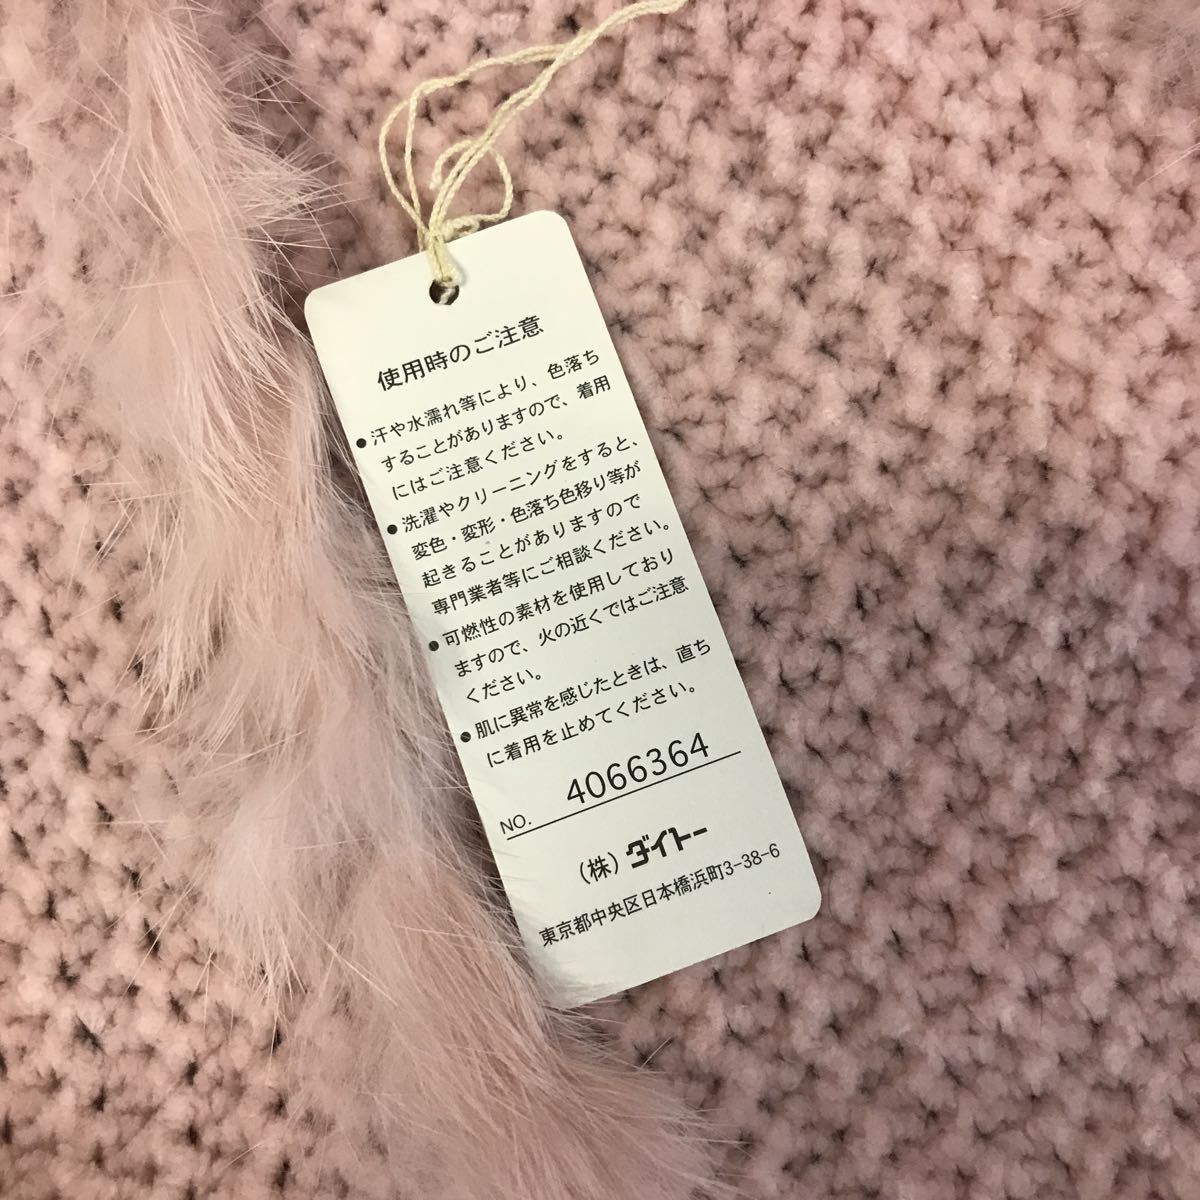 使用時のご注意
●汗や水濡れ等により、色落ち
することがありますので、着用
にはご注意ください。
●洗濯やクリーニングをすると、
変色・変形・色落ち色移り等が
起きることがありますので
専門業者等にご相談ください。
●可燃性の素材を使用しており
ますので、火の近くではご注意
ください。
●肌に異常を感じたときは、直ち
に着用を止めてください。
NO. 4066364
(株)ダイトー
東京都中央区日本橋浜町3-38-6